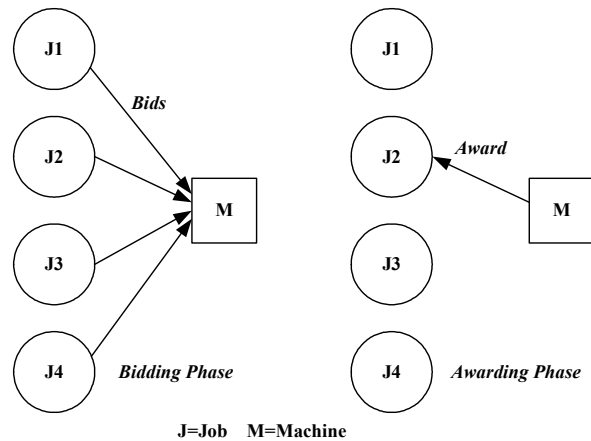 J1
Bids
J2
M
J3
J4
Bidding Phase
J1
J2
Award
M
J3
J4
Awarding Phase
J=Job M=Machine